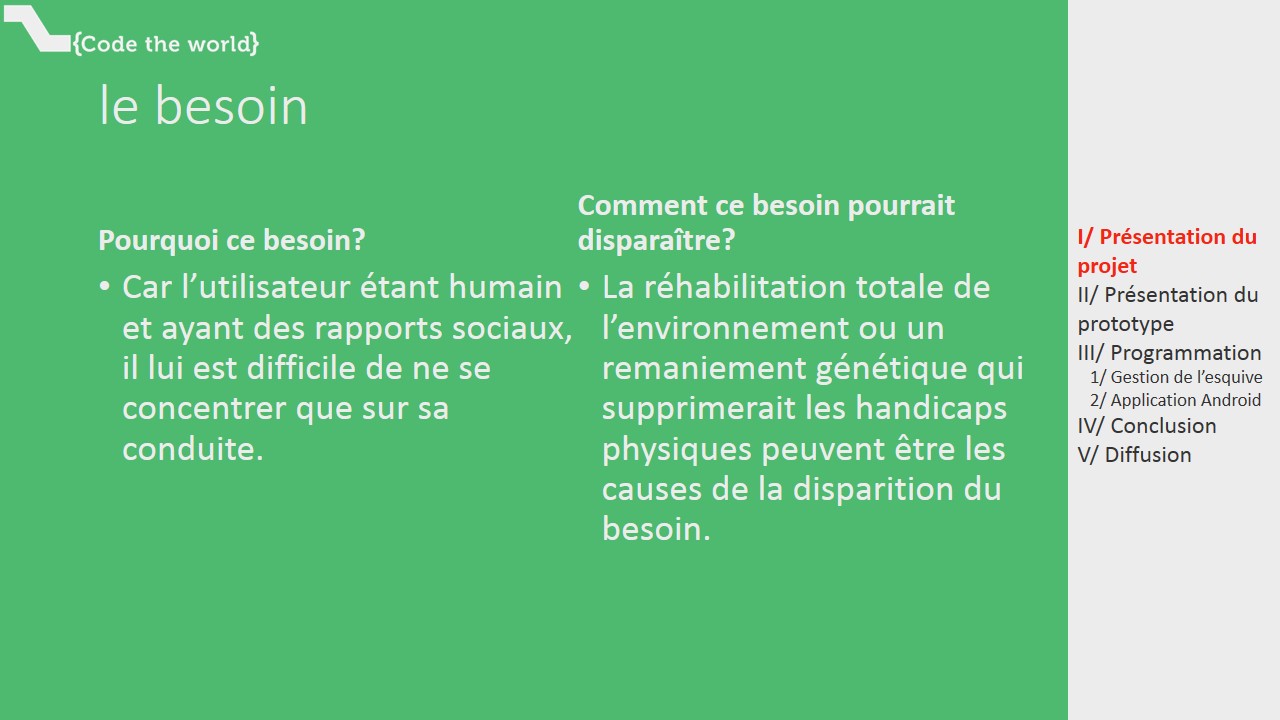 {Code the world}
le besoin
Pourquoi ce besoin?
• Car l’utilisateur étant humain
et ayant des rapports sociaux,
il lui est difficile de ne se
concentrer que sur sa
conduite.
Comment ce besoin pourrait
disparaître?
• La réhabilitation totale de
l’environnement ou un
remaniement génétique qui
supprimerait les handicaps
physiques peuvent être les
causes de la disparition du
besoin.
I/ Présentation du
projet
II/ Présentation du
prototype
III/ Programmation
1/ Gestion de l’esquive
2/ Application Android
IV/ Conclusion
V/ Diffusion